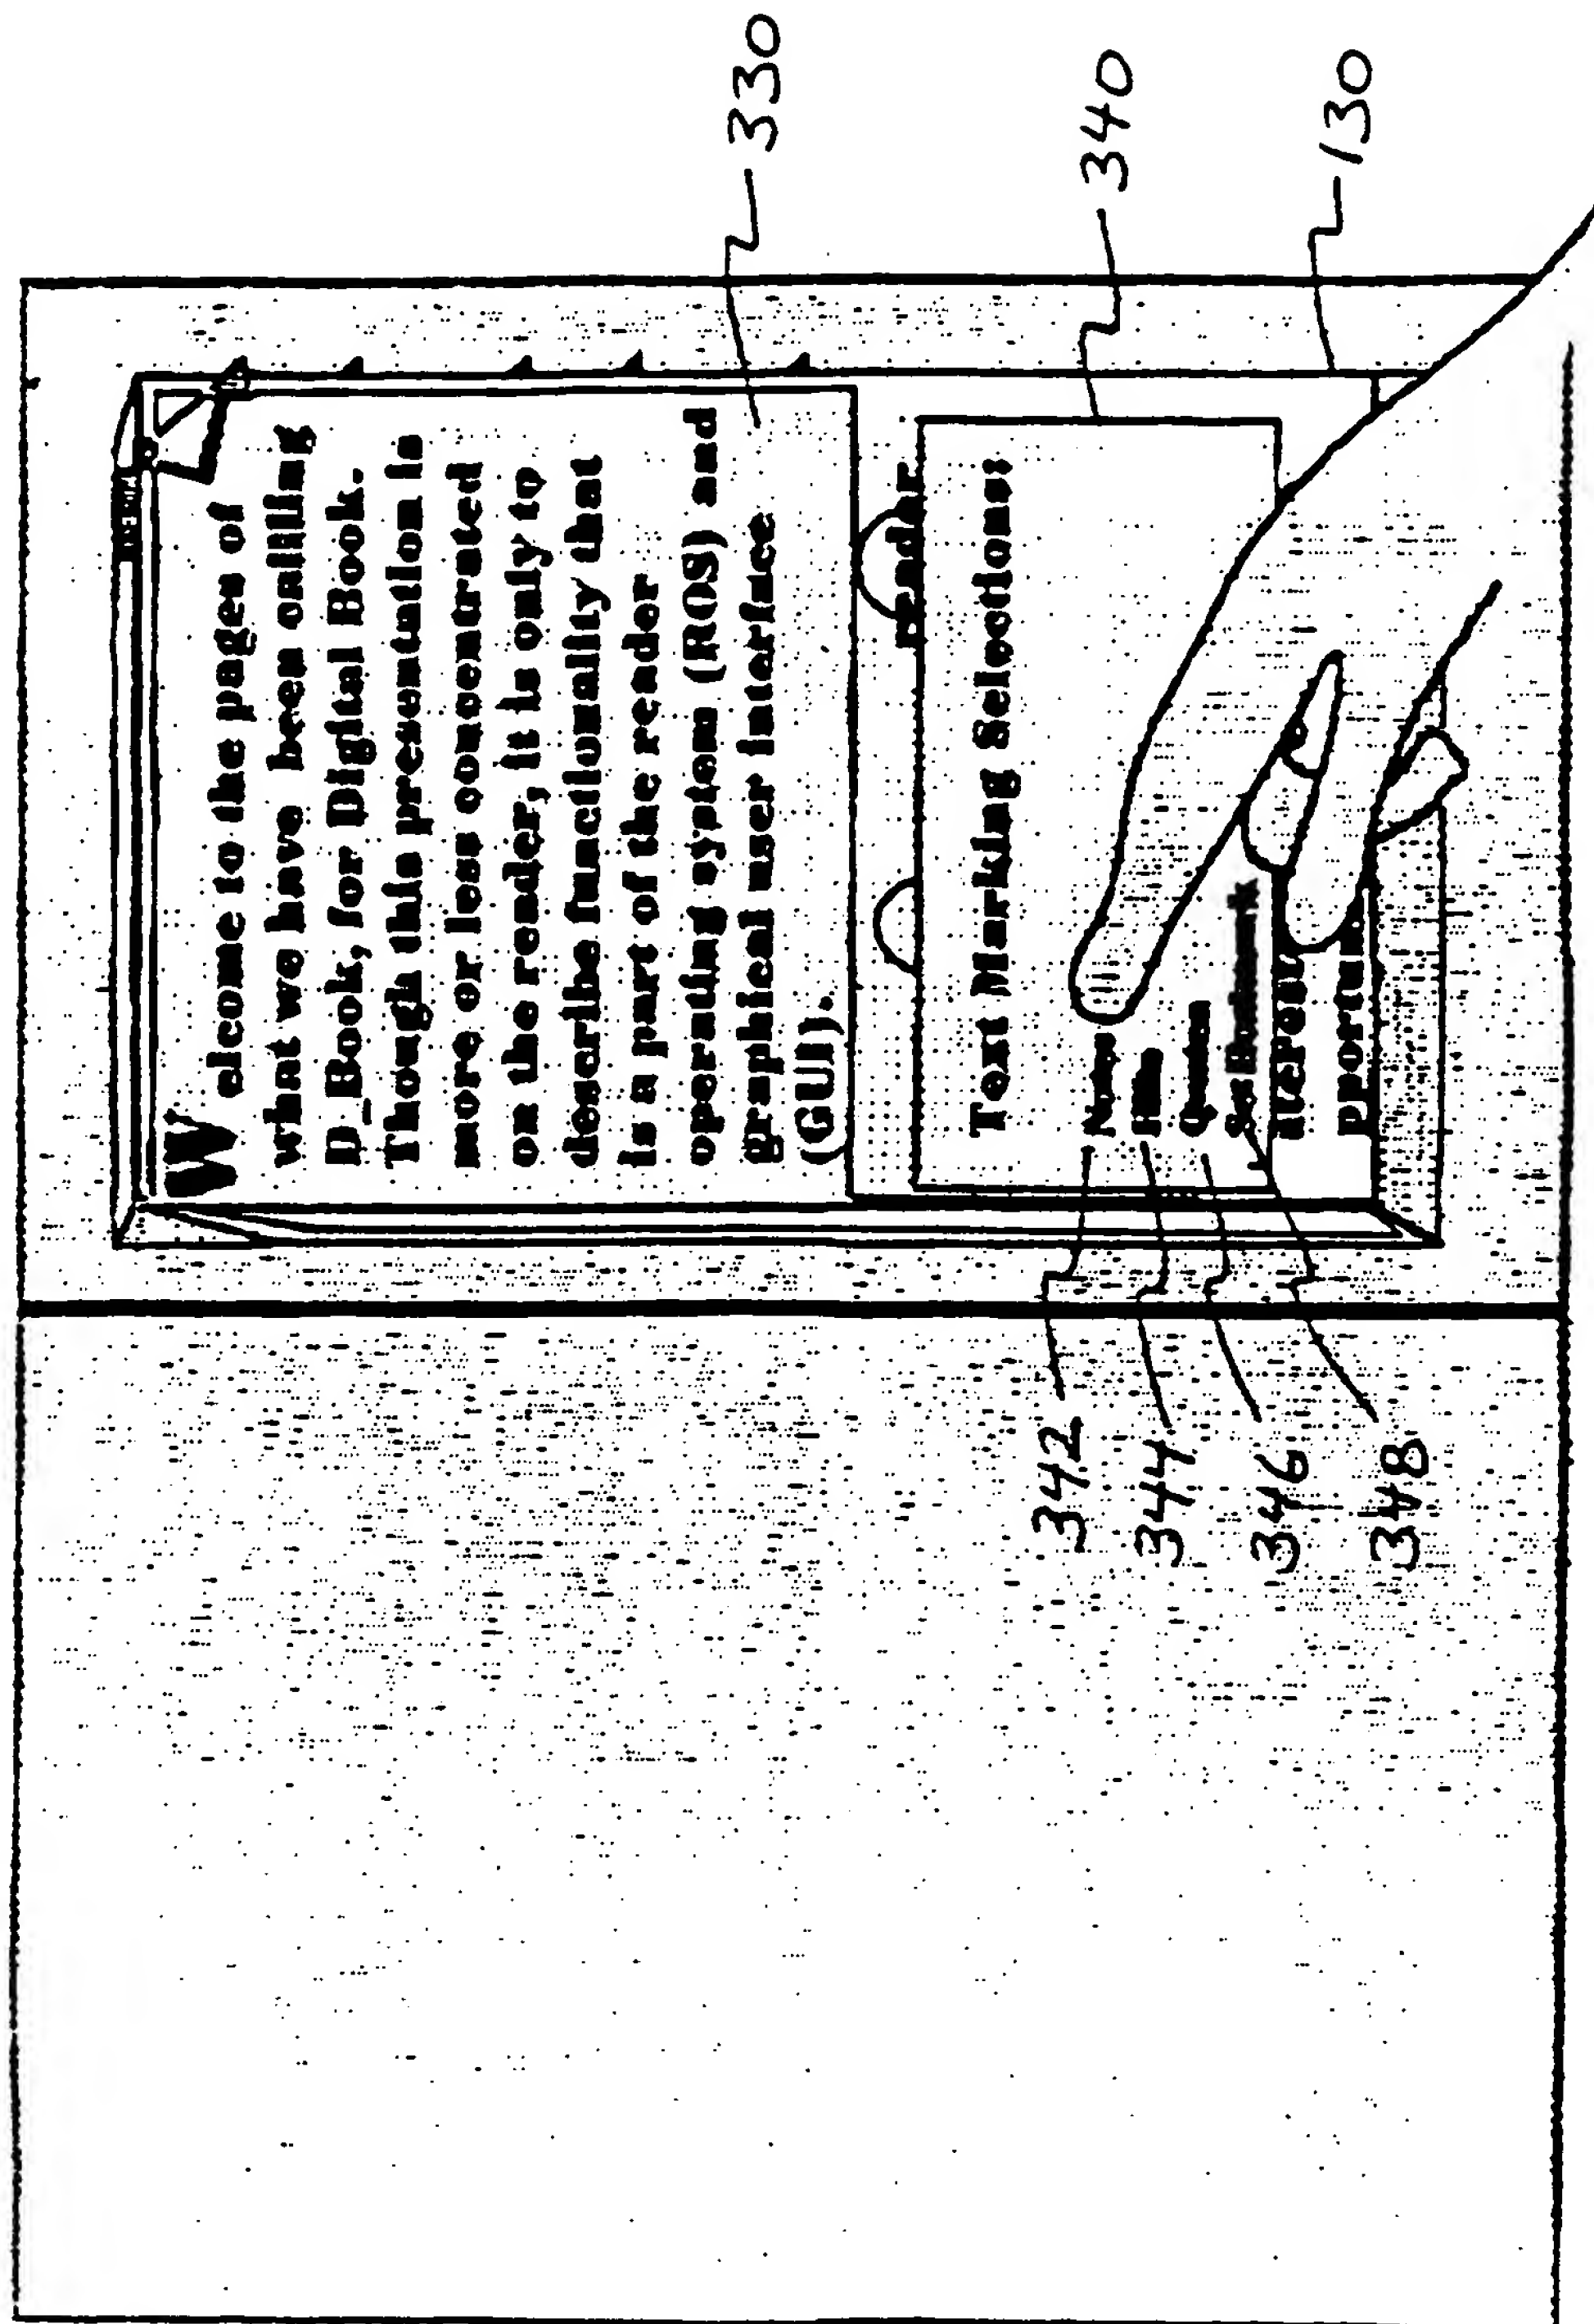 Welcome to the pages of
what we have been calling
D_Book, for Digital Book.
Though this presentation is
more or less concentrated
on the reader, it is only to
describe functionality that
is a part of the reader
operating system (ROS) and
graphical user interface
(GUI).
Text Marking Selections:
Set Bookmark
330
340
130
342
344
346
348